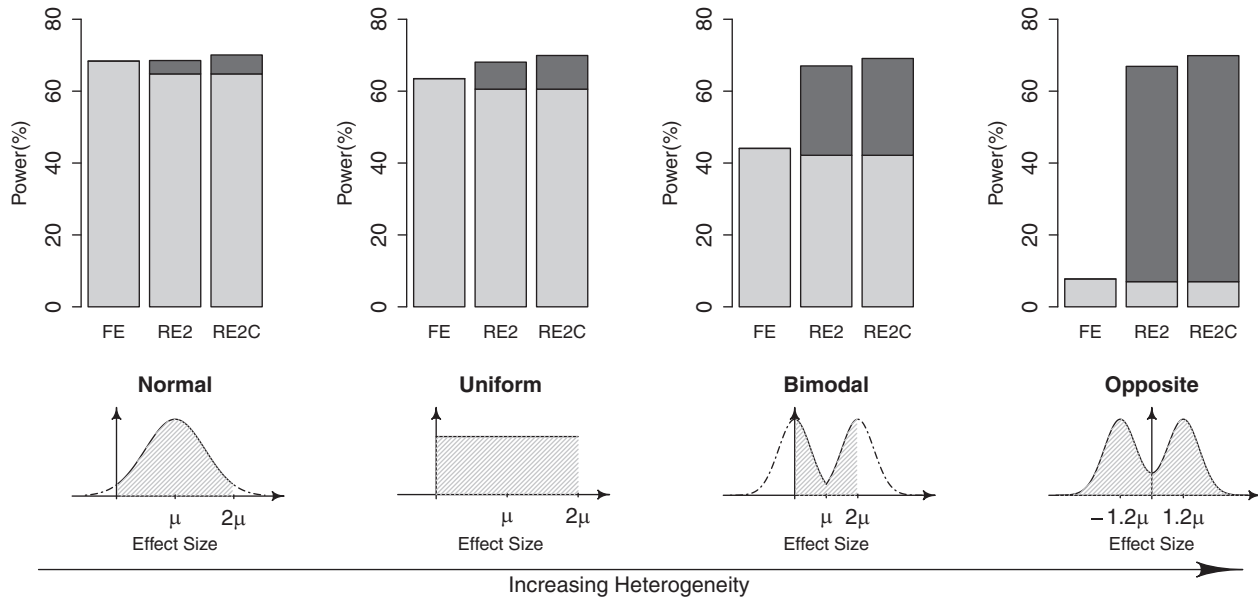 Power(%)
80
60
40
20
0
FE RE2 RE2C
Power(%)
80
60
40
20
0
FE RE2 RE2C
Power(%)
80
60
40
20
0
FE RE2 RE2C
Power(%)
80
60
40
20
0
FE RE2 RE2C
Normal
μ 2μ
Effect Size
Uniform
μ 2μ
Effect Size
Bimodal
μ 2μ
Effect Size
Opposite
−1.2μ 1.2μ
Effect Size
Increasing Heterogeneity